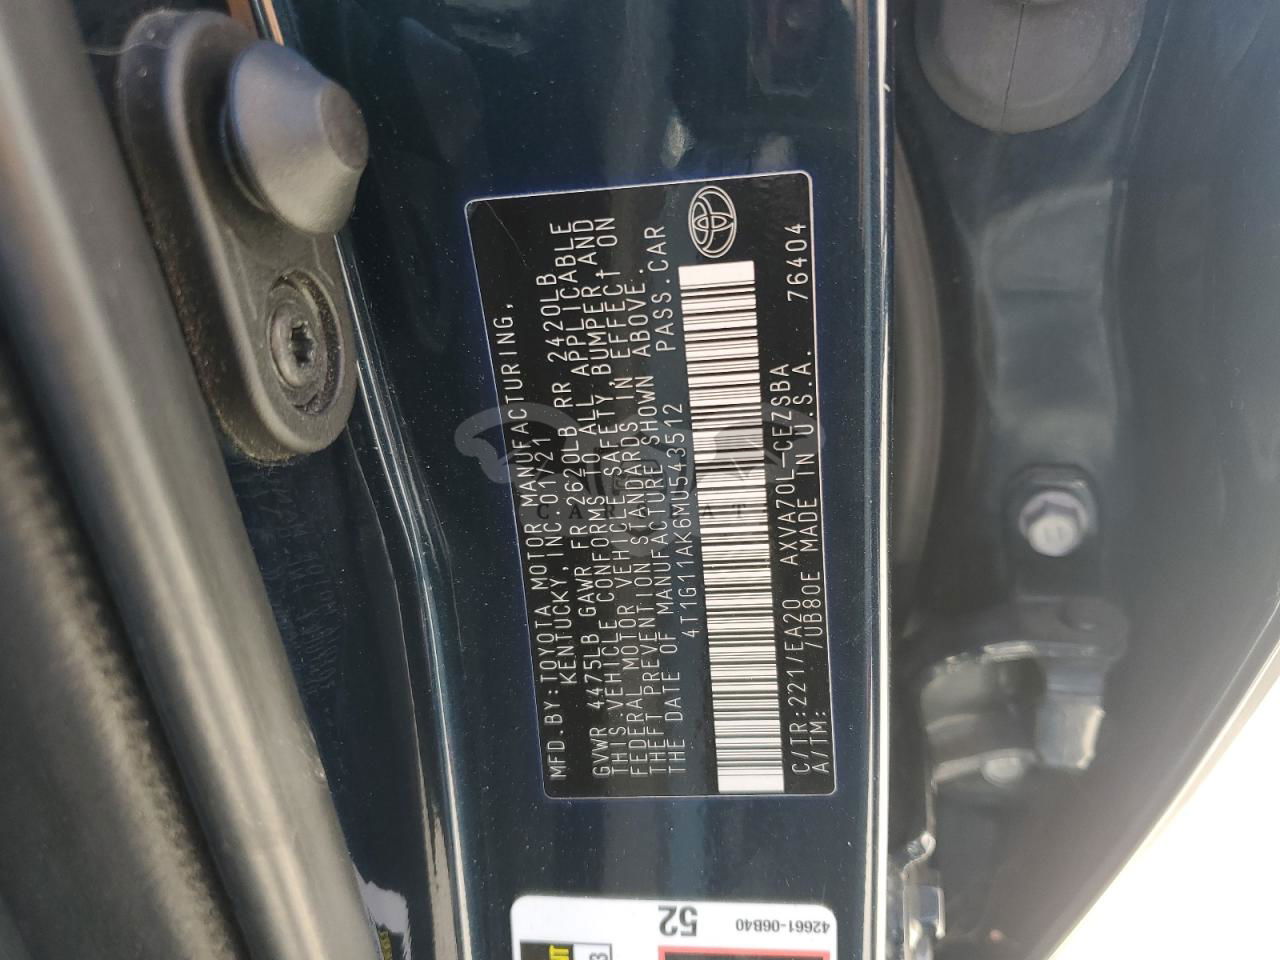 MFD.BY:TOYOTA MOTOR MANUFACTURING,
KENTUCKY, INC. 01/21
GVWR 4475LB GAWR FR 2620LB RR 2420LB
THIS VEHICLE CONFORMS TO ALL APPLICABLE
FEDERAL MOTOR VEHICLE SAFETY, BUMPER, AND
THEFT PREVENTION STANDARDS IN EFFECT ON
THE DATE OF MANUFACTURE SHOWN ABOVE.
4T1G11AK6MU543512 PASS.CAR
C/TR:221/EA20 AXVA70L-CEZSBA 76404
A/TM: /UB80E MADE IN U.S.A.
52
42661-06B40